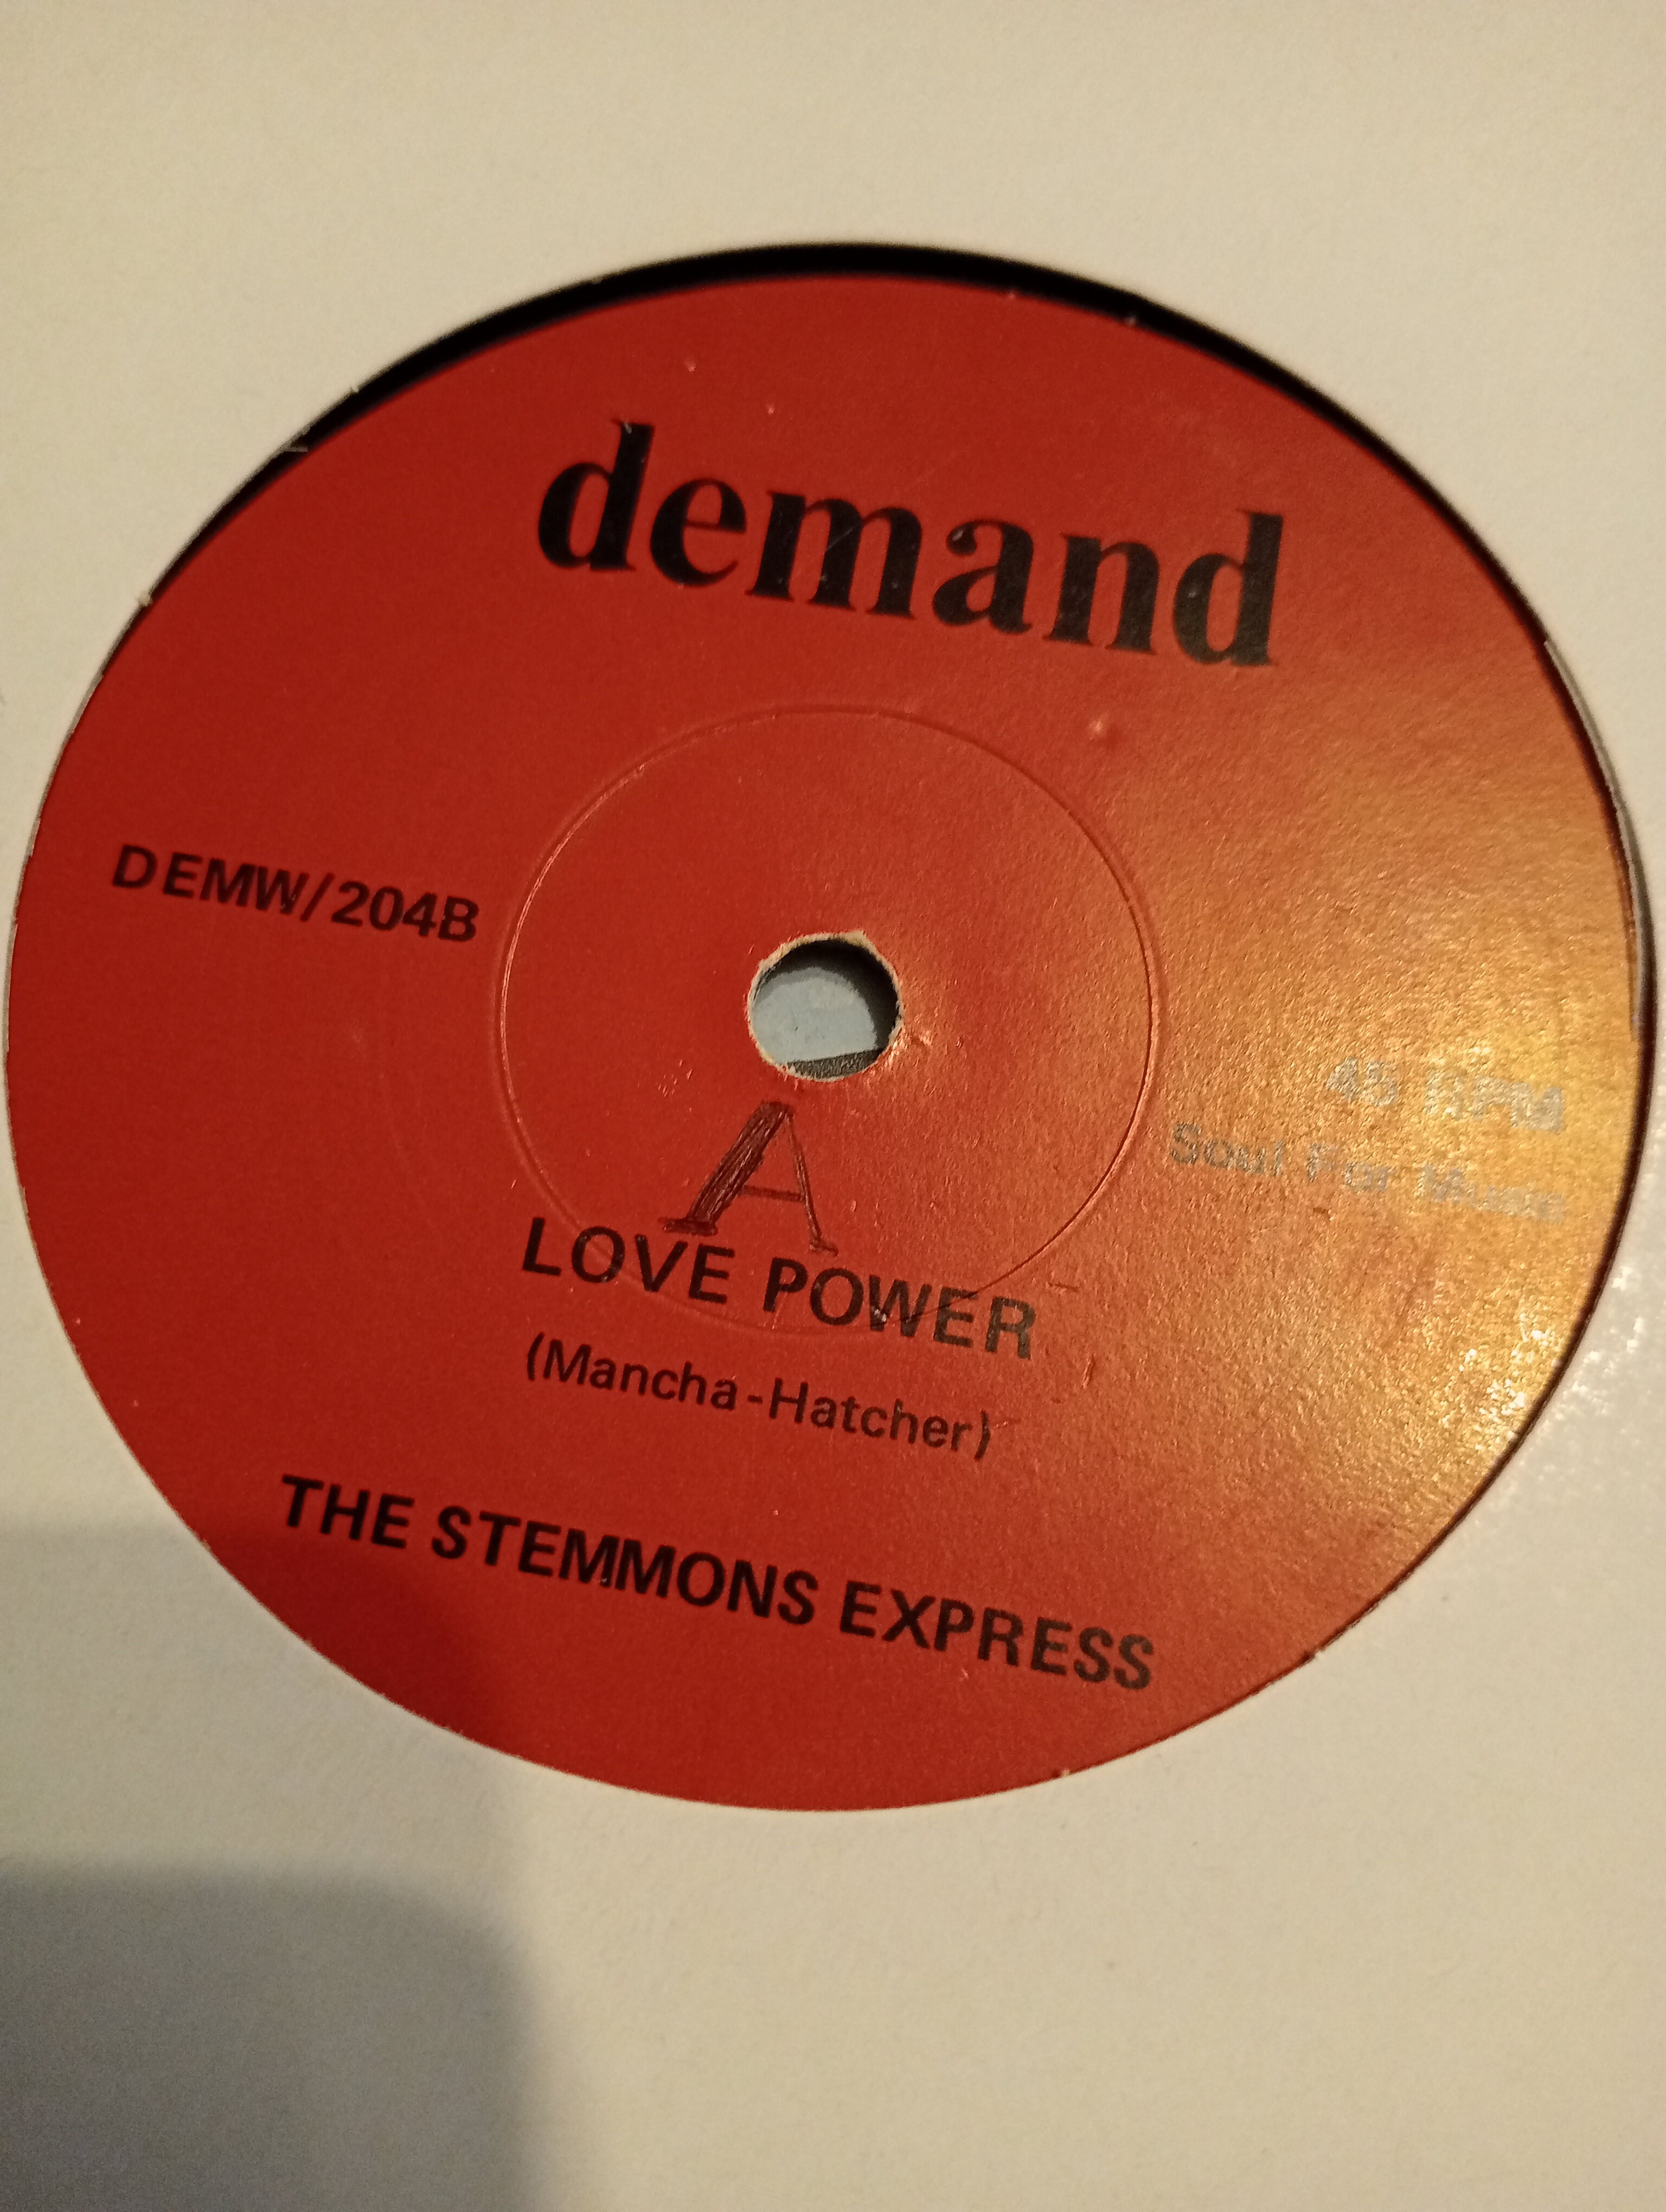 demand
DEMW/204B
45 RPM
Soul For Music
A
LOVE POWER
(Mancha-Hatcher)
THE STEMMONS EXPRESS